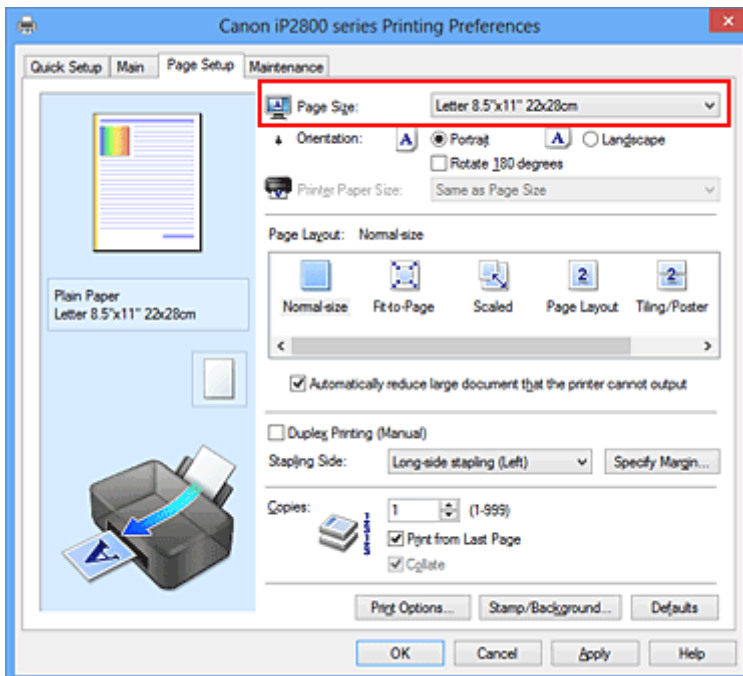 Canon iP2800 series Printing Preferences
Quick Setup Main Page Setup Maintenance
Page Size: Letter 8.5"x11" 22x28cm
Orientation: A Portrait A Landscape
Rotate 180 degrees
Printer Paper Size: Same as Page Size
Page Layout: Normal-size
Normal-size Fit-to-Page Scaled Page Layout Tiling/Poster
Plain Paper
Letter 8.5"x11" 22x28cm
Automatically reduce large document that the printer cannot output
Duplex Printing (Manual)
Stapling Side: Long-side stapling (Left) Specify Margin...
Copies: 1 (1-999)
Print from Last Page
Collate
Print Options... Stamp/Background... Defaults
OK Cancel Apply Help